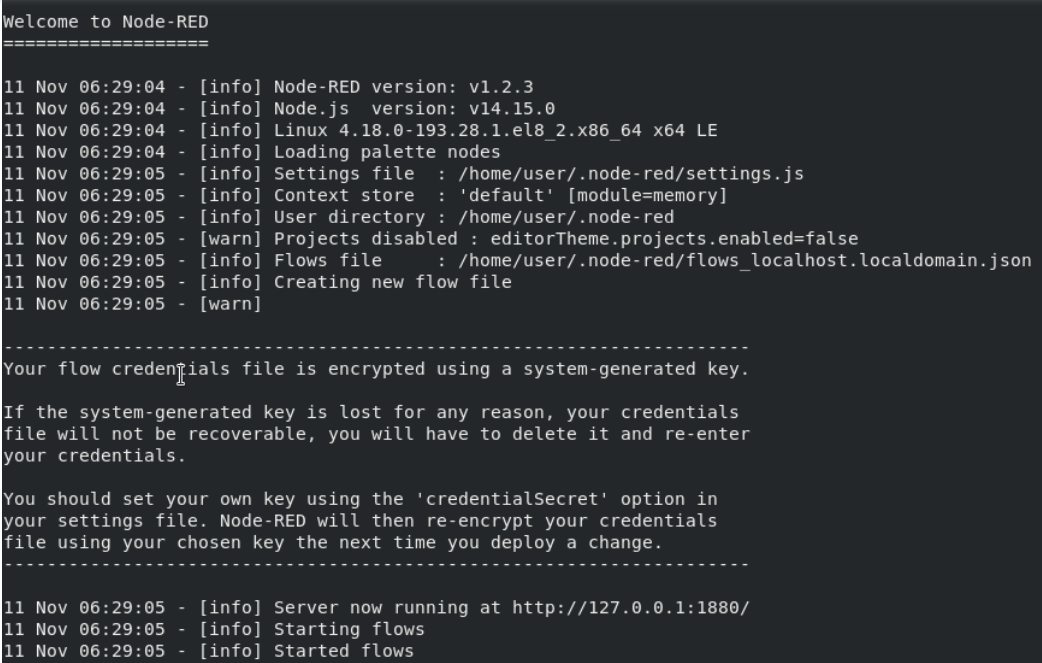 Welcome to Node-RED
===================
11 Nov 06:29:04 - [info] Node-RED version: v1.2.3
11 Nov 06:29:04 - [info] Node.js  version: v14.15.0
11 Nov 06:29:04 - [info] Linux 4.18.0-193.28.1.el8_2.x86_64 x64 LE
11 Nov 06:29:04 - [info] Loading palette nodes
11 Nov 06:29:05 - [info] Settings file  : /home/user/.node-red/settings.js
11 Nov 06:29:05 - [info] Context store  : 'default' [module=memory]
11 Nov 06:29:05 - [info] User directory : /home/user/.node-red
11 Nov 06:29:05 - [warn] Projects disabled : editorTheme.projects.enabled=false
11 Nov 06:29:05 - [info] Flows file     : /home/user/.node-red/flows_localhost.localdomain.json
11 Nov 06:29:05 - [info] Creating new flow file
11 Nov 06:29:05 - [warn]
---------------------------------------------------------------------
Your flow credentials file is encrypted using a system-generated key.
If the system-generated key is lost for any reason, your credentials
file will not be recoverable, you will have to delete it and re-enter
your credentials.
You should set your own key using the 'credentialSecret' option in
your settings file. Node-RED will then re-encrypt your credentials
file using your chosen key the next time you deploy a change.
---------------------------------------------------------------------
11 Nov 06:29:05 - [info] Server now running at http://127.0.0.1:1880/
11 Nov 06:29:05 - [info] Starting flows
11 Nov 06:29:05 - [info] Started flows